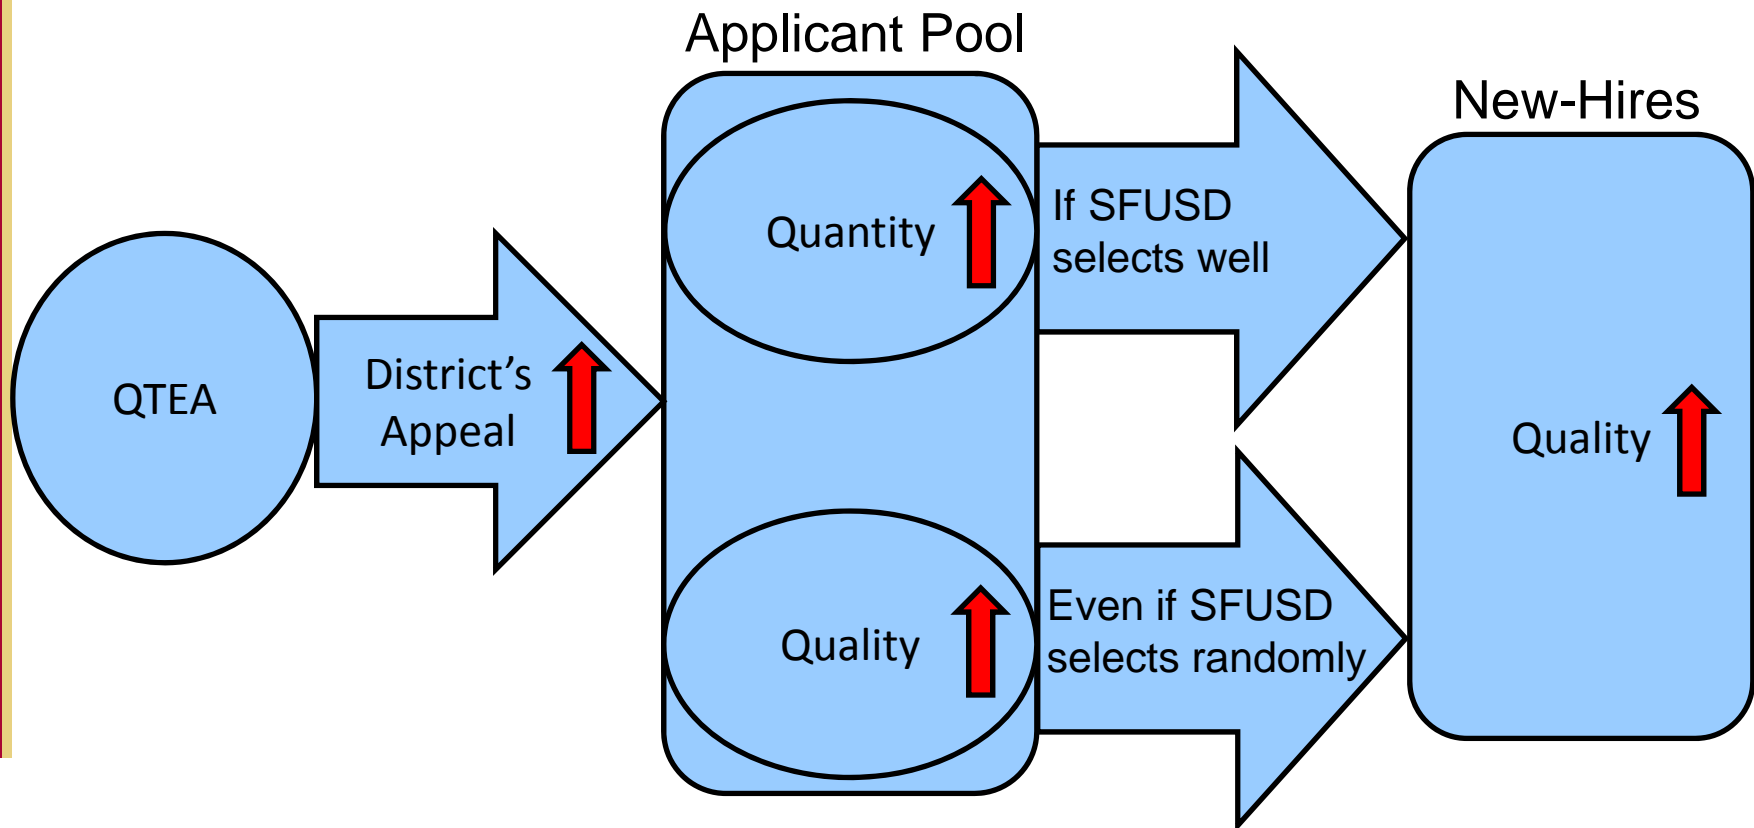 Applicant Pool
New-Hires
QTEA
District’s
Appeal
Quantity
If SFUSD
selects well
Quality
Even if SFUSD
selects randomly
Quality